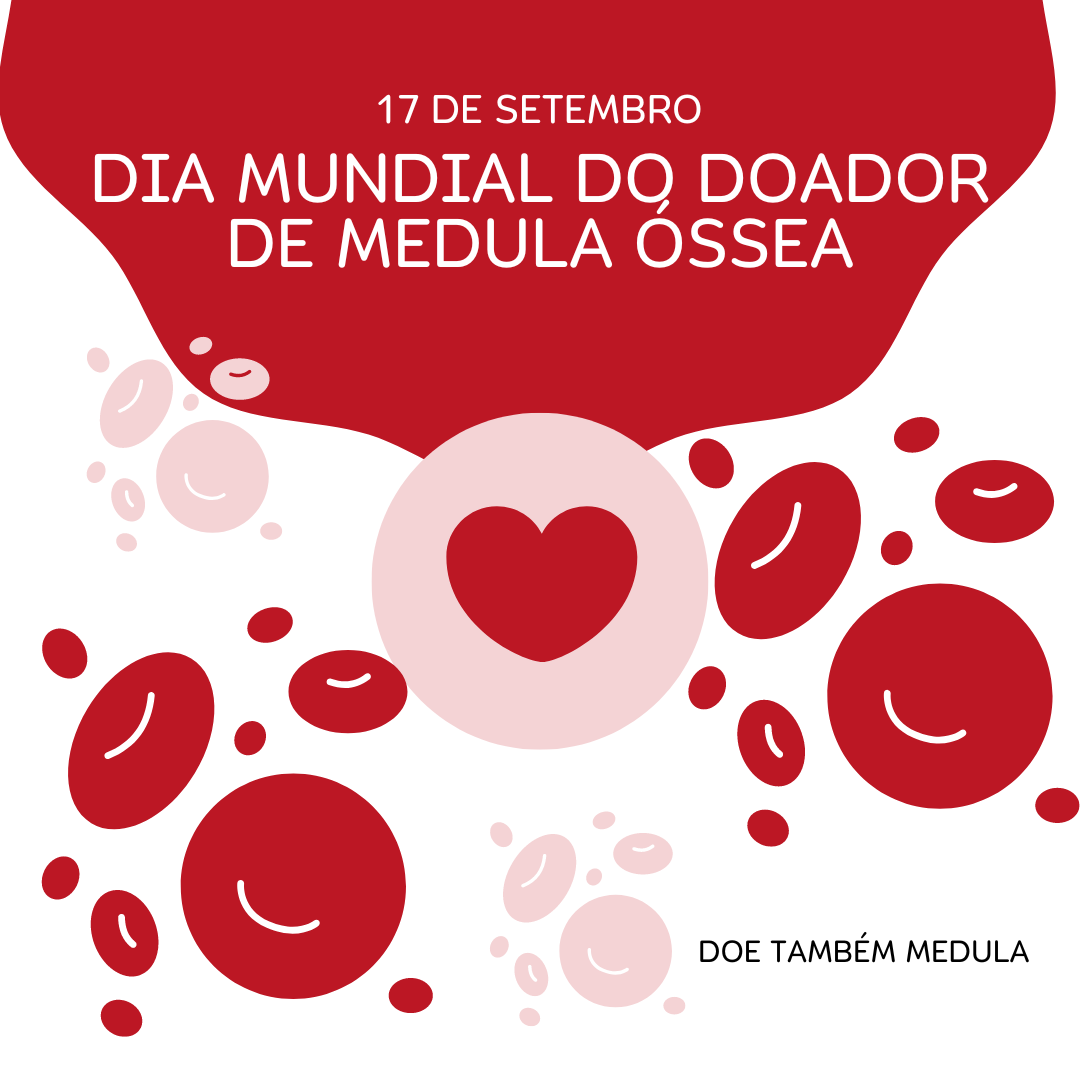 17 DE SETEMBRO
DIA MUNDIAL DO DOADOR
DE MEDULA ÓSSEA
DOE TAMBÉM MEDULA